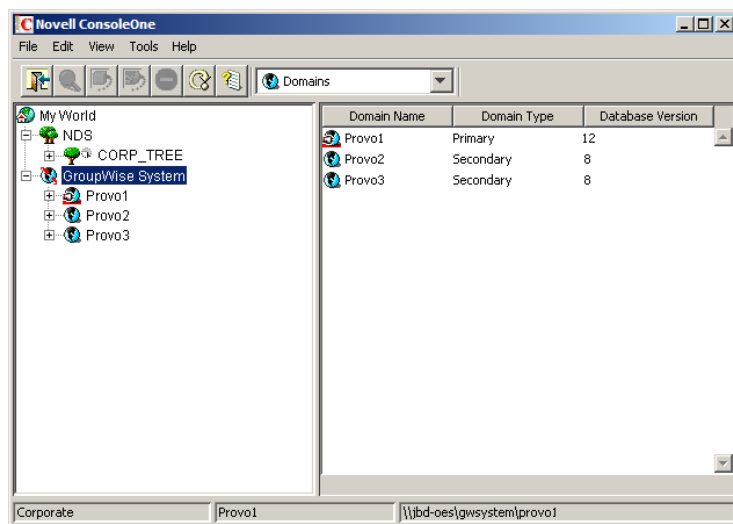 Novell ConsoleOne
File Edit View Tools Help
Domains
My World
NDS
CORP_TREE
GroupWise System
Provo1
Provo2
Provo3
Domain Name Domain Type Database Version
Provo1 Primary 12
Provo2 Secondary 8
Provo3 Secondary 8
Corporate Provo1 \\jbd-oes\gwsystem\provo1